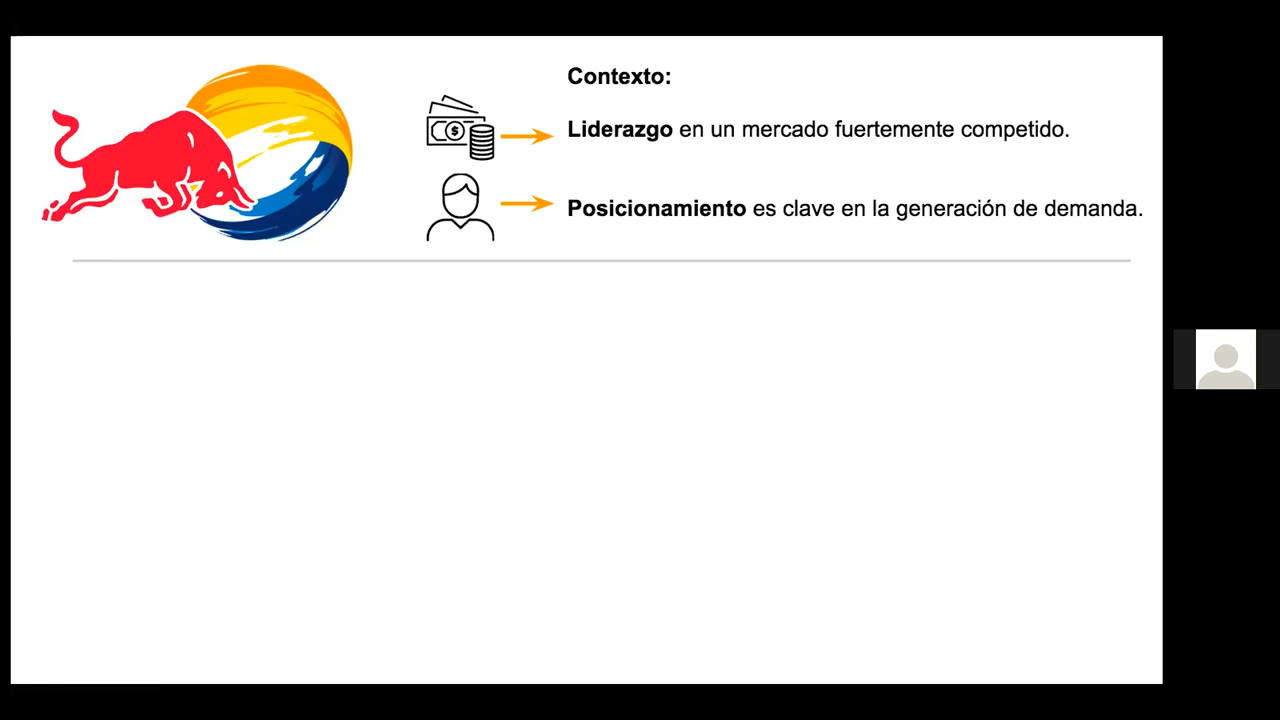 Contexto:
Liderazgo en un mercado fuertemente competido.
Posicionamiento es clave en la generación de demanda.